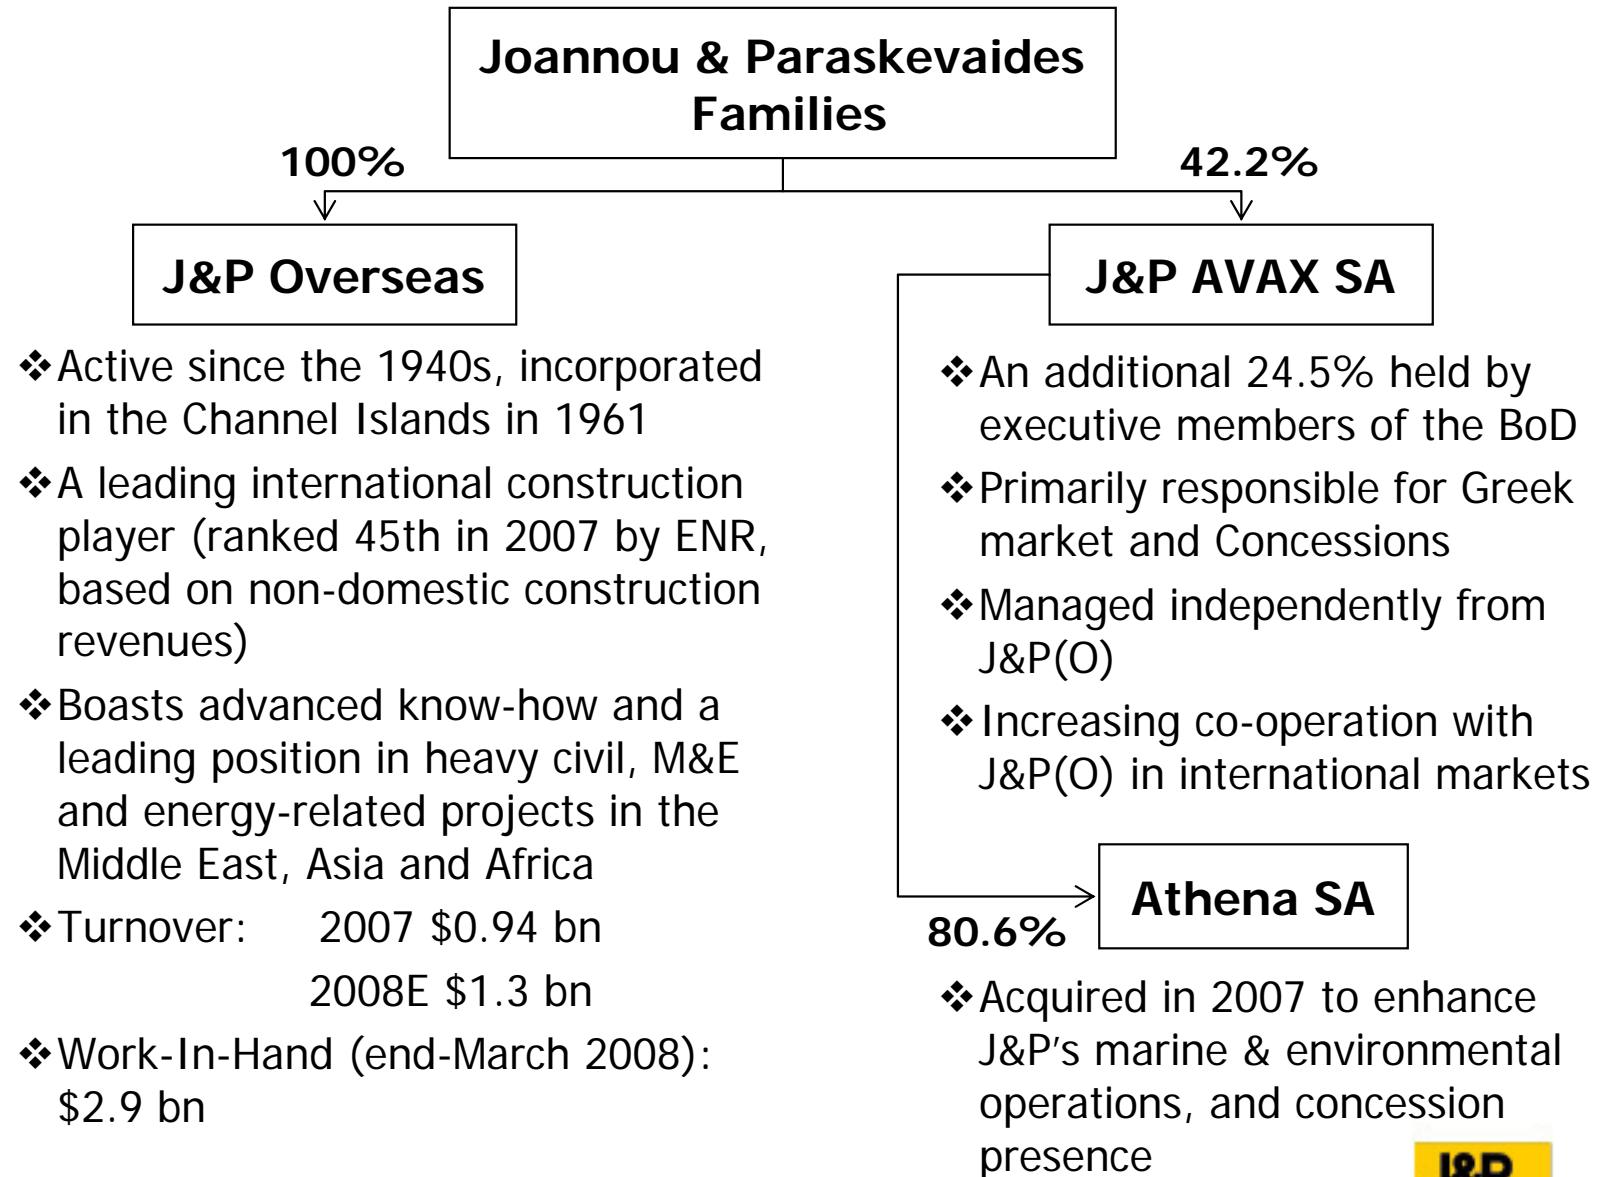 Joannou & Paraskevaides
Families
100%
42.2%
J&P Overseas
❖Active since the 1940s, incorporated
in the Channel Islands in 1961
❖A leading international construction
player (ranked 45th in 2007 by ENR,
based on non-domestic construction
revenues)
❖Boasts advanced know-how and a
leading position in heavy civil, M&E
and energy-related projects in the
Middle East, Asia and Africa
❖Turnover: 2007 $0.94 bn
2008E $1.3 bn
❖Work-In-Hand (end-March 2008):
$2.9 bn
J&P AVAX SA
❖An additional 24.5% held by
executive members of the BoD
❖Primarily responsible for Greek
market and Concessions
❖Managed independently from
J&P(O)
❖Increasing co-operation with
J&P(O) in international markets
80.6%
Athena SA
❖Acquired in 2007 to enhance
J&P's marine & environmental
operations, and concession
presence
J&P